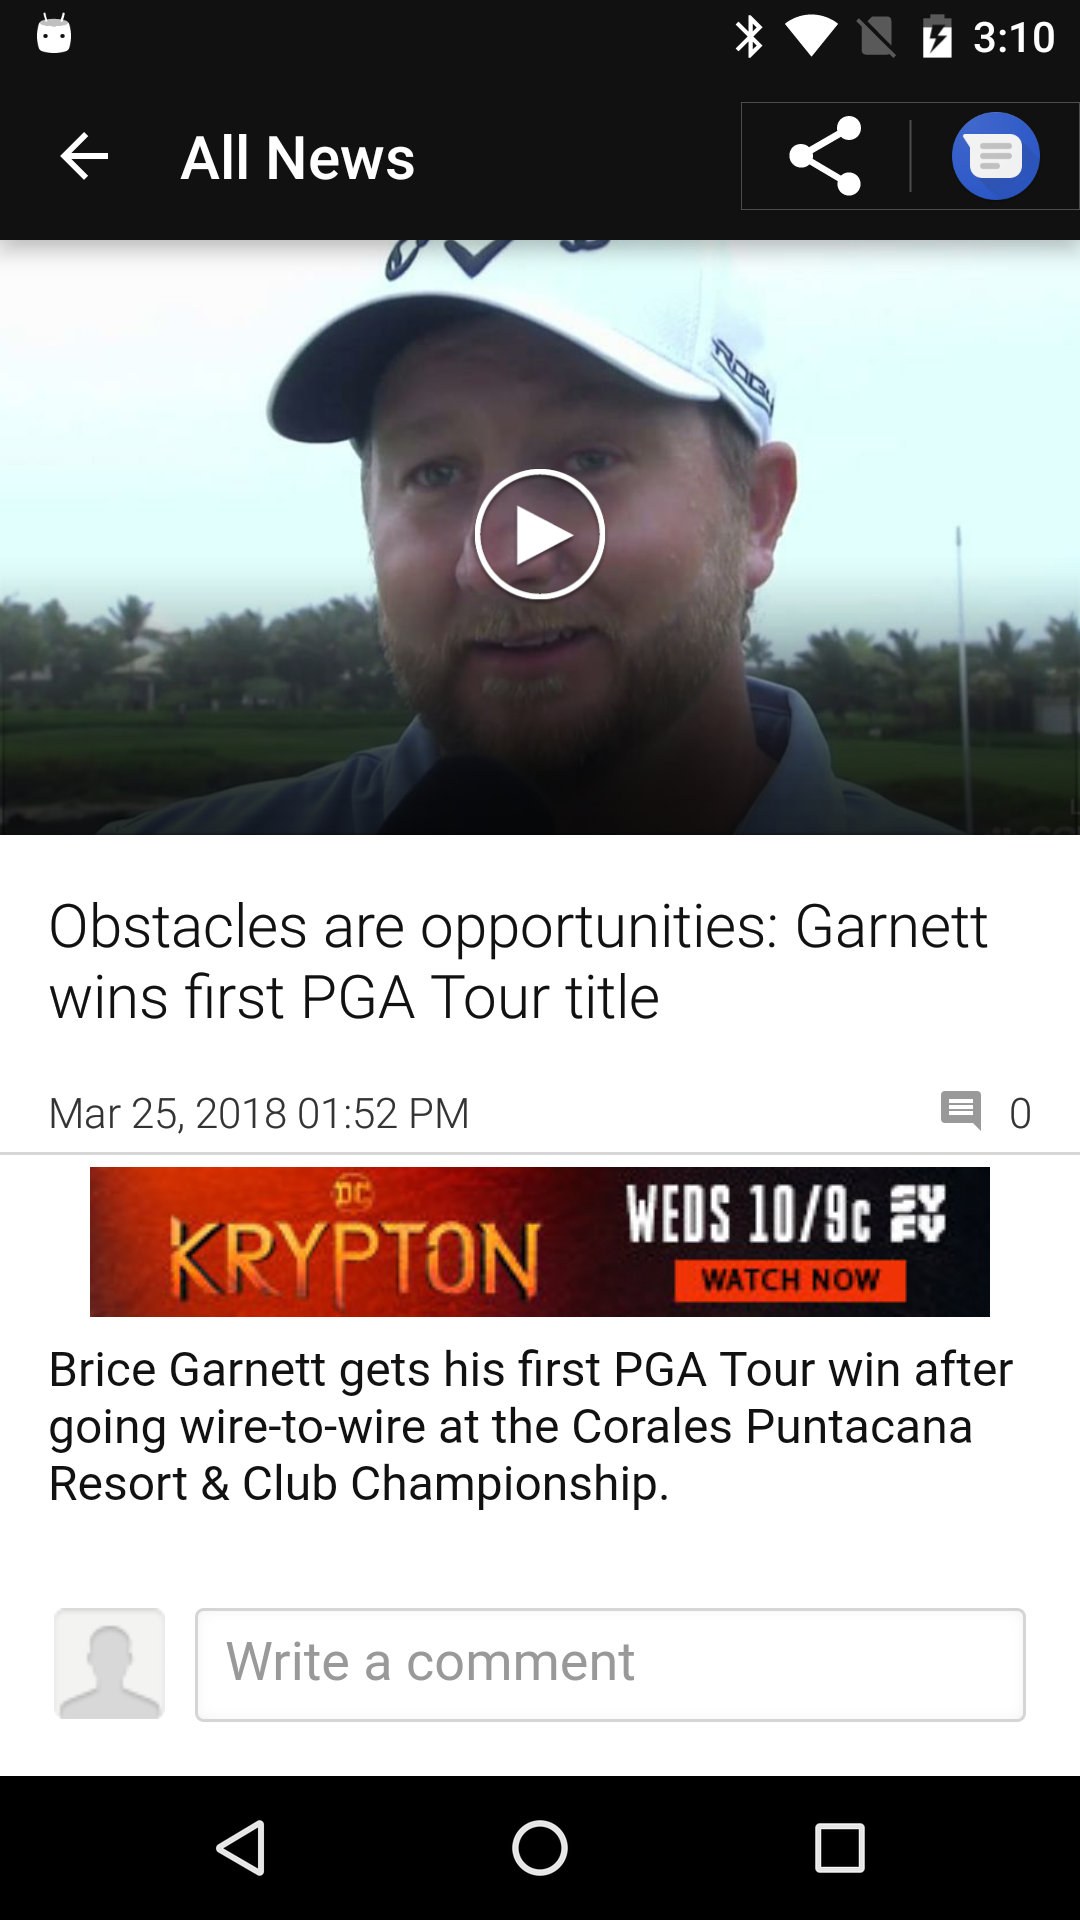 3:10
All News
Obstacles are opportunities: Garnett
wins first PGA Tour title
Mar 25, 2018 01:52 PM
0
DC
KRYPTON
WEDS 10/9c SYFY
WATCH NOW
Brice Garnett gets his first PGA Tour win after
going wire-to-wire at the Corales Puntacana
Resort & Club Championship.
Write a comment